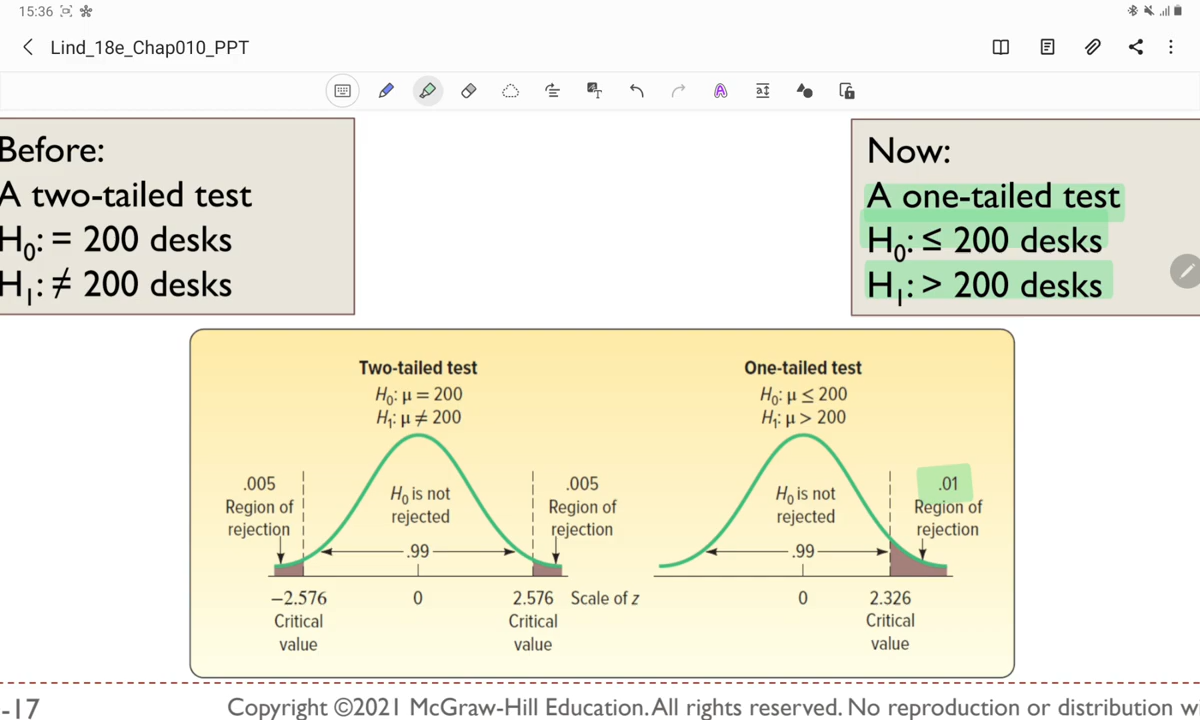 15:36
Lind_18e_Chap010_PPT
Before:
A two-tailed test
H₀: = 200 desks
H₁: ≠ 200 desks
Now:
A one-tailed test
H₀: ≤ 200 desks
H₁: > 200 desks
Two-tailed test
H₀: μ = 200
H₁: μ ≠ 200
One-tailed test
H₀: μ ≤ 200
H₁: μ > 200
.005
Region of
rejection
H₀ is not
rejected
.99
.005
Region of
rejection
H₀ is not
rejected
.99
.01
Region of
rejection
−2.576
Critical
value
0
2.576
Critical
value
Scale of z
0
2.326
Critical
value
-17
Copyright ©2021 McGraw-Hill Education. All rights reserved. No reproduction or distribution w